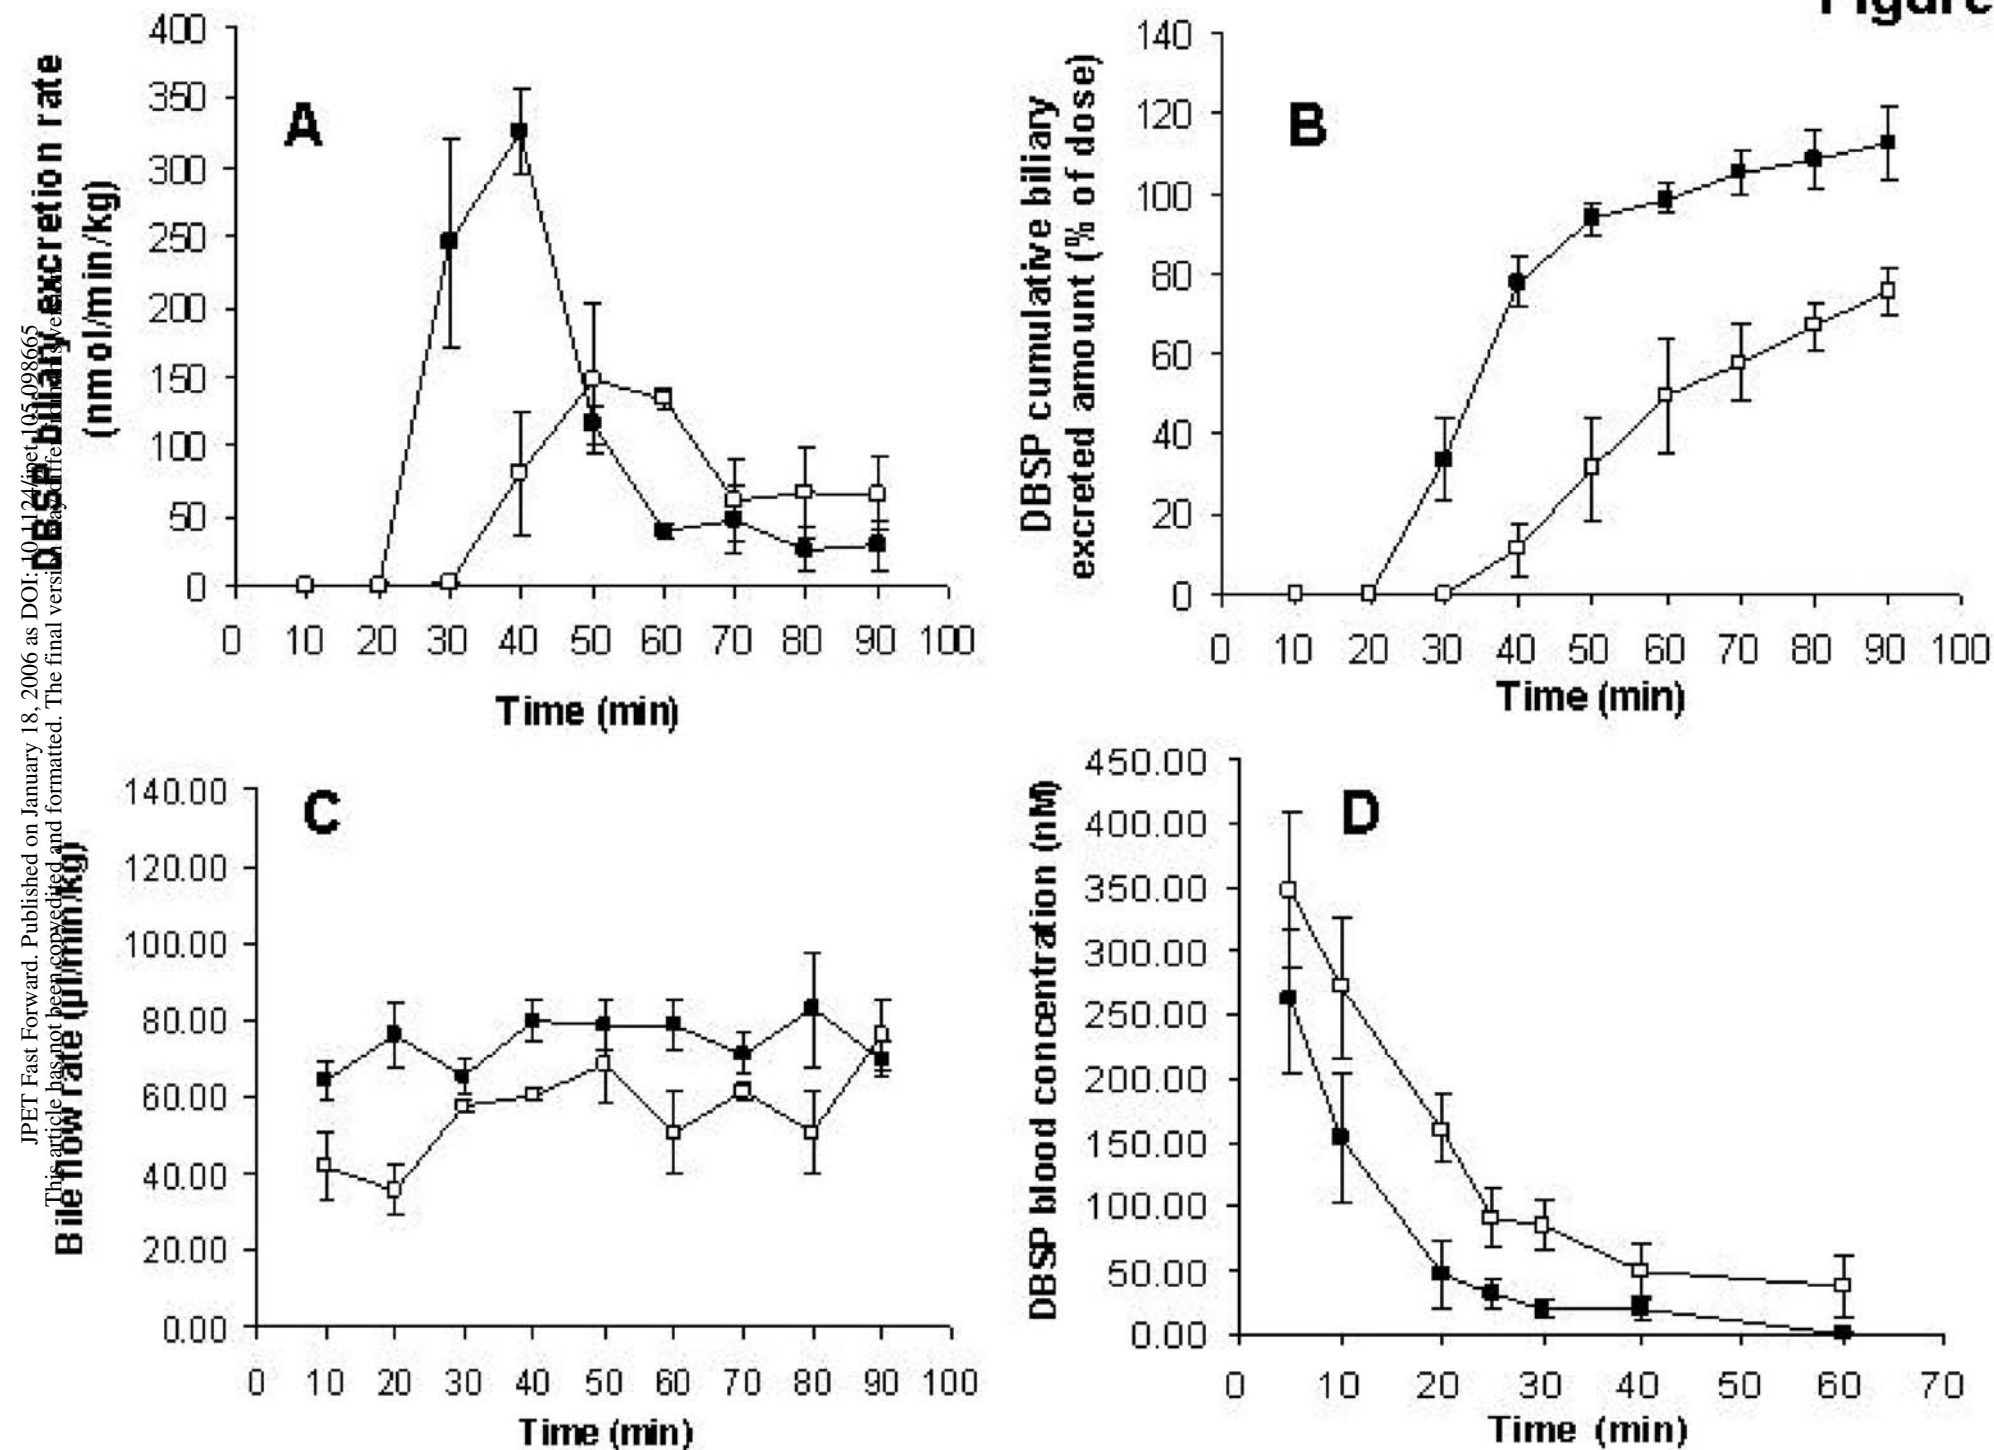 Figure
JPET Fast Forward. Published on January 18, 2006 as DOI: 10.1124/jpet.105.098665
This article has not been copyedited and formatted. The final version may differ from this version.
A
DBSP biliary excretion rate
(nmol/min/kg)
400
350
300
250
200
150
100
50
0
0 10 20 30 40 50 60 70 80 90 100
Time (min)
B
DBSP cumulative biliary
excreted amount (% of dose)
140
120
100
80
60
40
20
0
0 10 20 30 40 50 60 70 80 90 100
Time (min)
C
Bile flow rate (µl/min/kg)
140.00
120.00
100.00
80.00
60.00
40.00
20.00
0.00
0 10 20 30 40 50 60 70 80 90 100
Time (min)
D
DBSP blood concentration (nM)
450.00
400.00
350.00
300.00
250.00
200.00
150.00
100.00
50.00
0.00
0 10 20 30 40 50 60 70
Time (min)